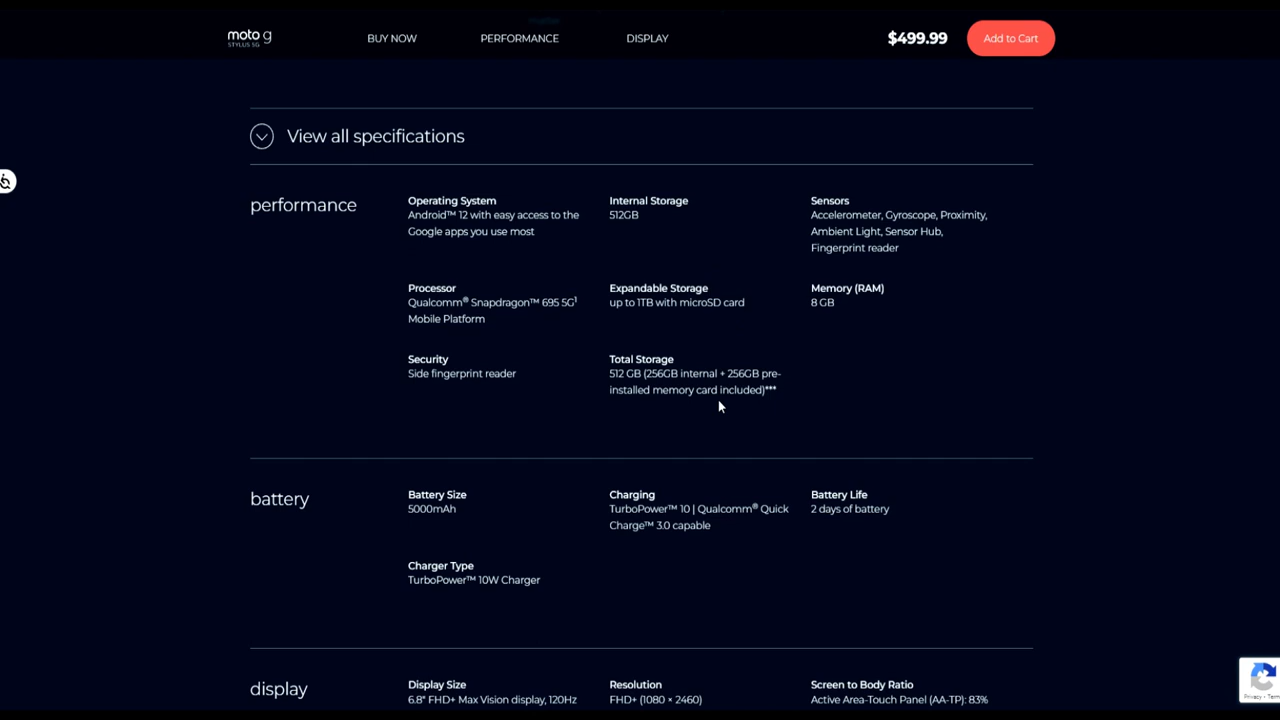 moto g
STYLUS 5G
BUY NOW
PERFORMANCE
DISPLAY
$499.99
Add to Cart
View all specifications
performance
Operating System
Android™ 12 with easy access to the
Google apps you use most
Internal Storage
512GB
Sensors
Accelerometer, Gyroscope, Proximity,
Ambient Light, Sensor Hub,
Fingerprint reader
Processor
Qualcomm® Snapdragon™ 695 5G¹
Mobile Platform
Expandable Storage
up to 1TB with microSD card
Memory (RAM)
8 GB
Security
Side fingerprint reader
Total Storage
512 GB (256GB internal + 256GB pre-
installed memory card included)***
battery
Battery Size
5000mAh
Charging
TurboPower™ 10 | Qualcomm® Quick
Charge™ 3.0 capable
Battery Life
2 days of battery
Charger Type
TurboPower™ 10W Charger
display
Display Size
6.8" FHD+ Max Vision display, 120Hz
Resolution
FHD+ (1080 × 2460)
Screen to Body Ratio
Active Area-Touch Panel (AA-TP): 83%
Privacy - Term